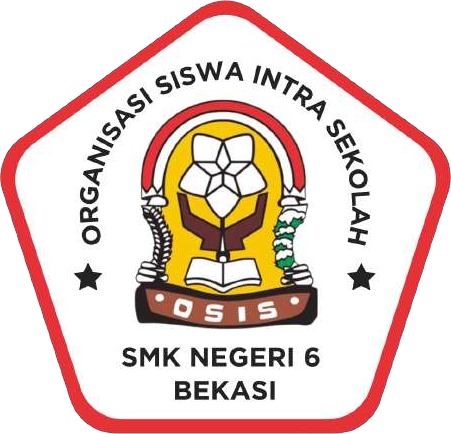 ORGANISASI SISWA INTRA SEKOLAH
OSIS
SMK NEGERI 6
BEKASI